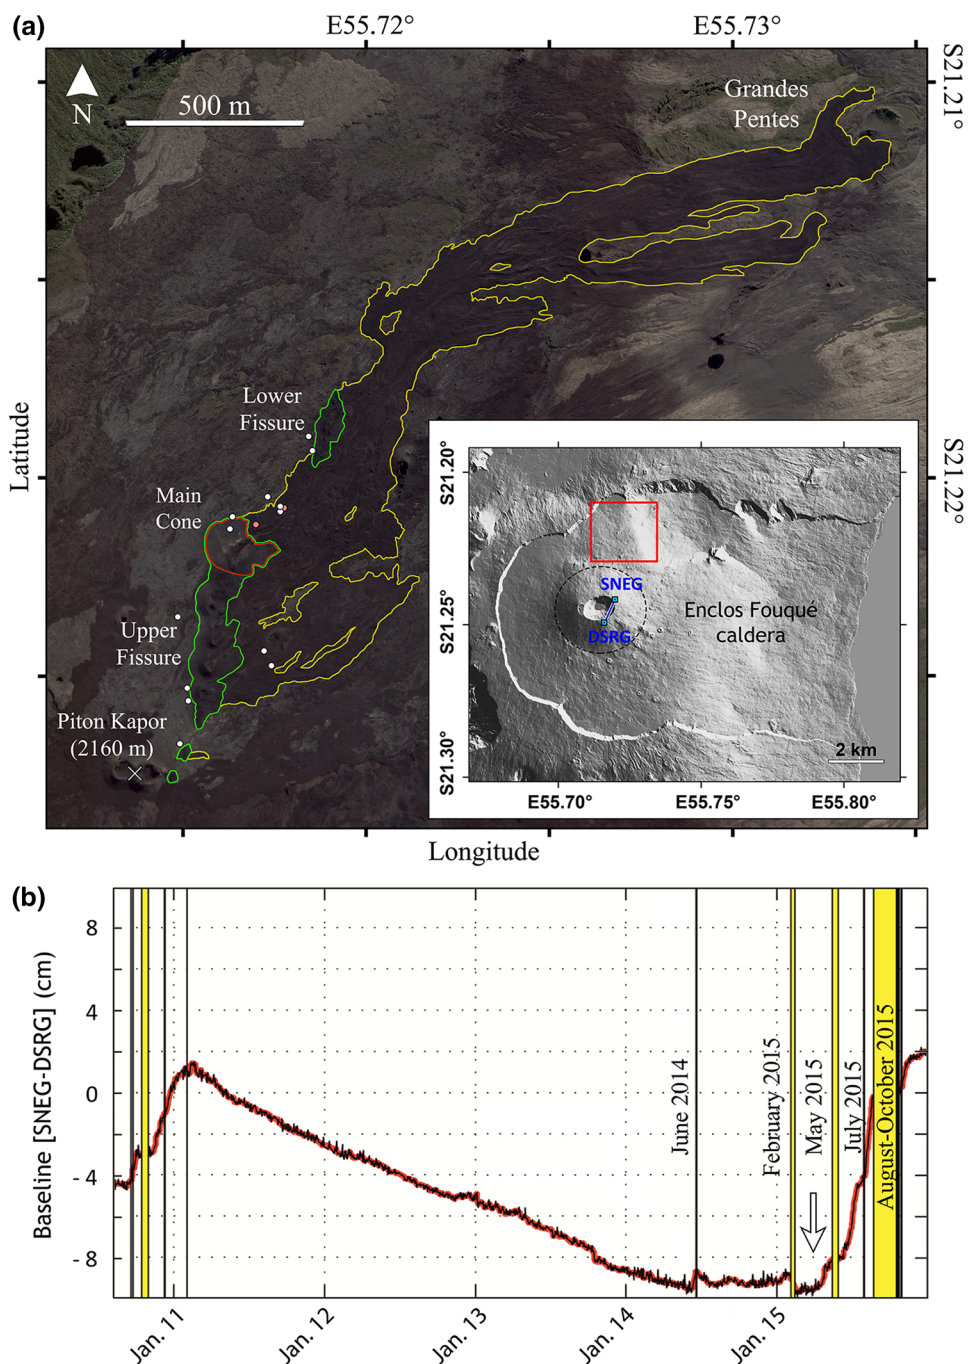 (a)
E55.72°
E55.73°
N
500 m
Grandes
Pentes
S21.21°
Lower
Fissure
Latitude
Main
Cone
S21.22°
Upper
Fissure
Piton Kapor
(2160 m)
S21.20°
S21.25°
S21.30°
SNEG
DSRG
Enclos Fouqué
caldera
2 km
E55.70°
E55.75°
E55.80°
Longitude
(b)
Baseline [SNEG-DSRG] (cm)
8
4
0
- 4
- 8
June 2014
February 2015
May 2015
July 2015
August-October 2015
Jan. 11
Jan. 12
Jan. 13
Jan. 14
Jan. 15